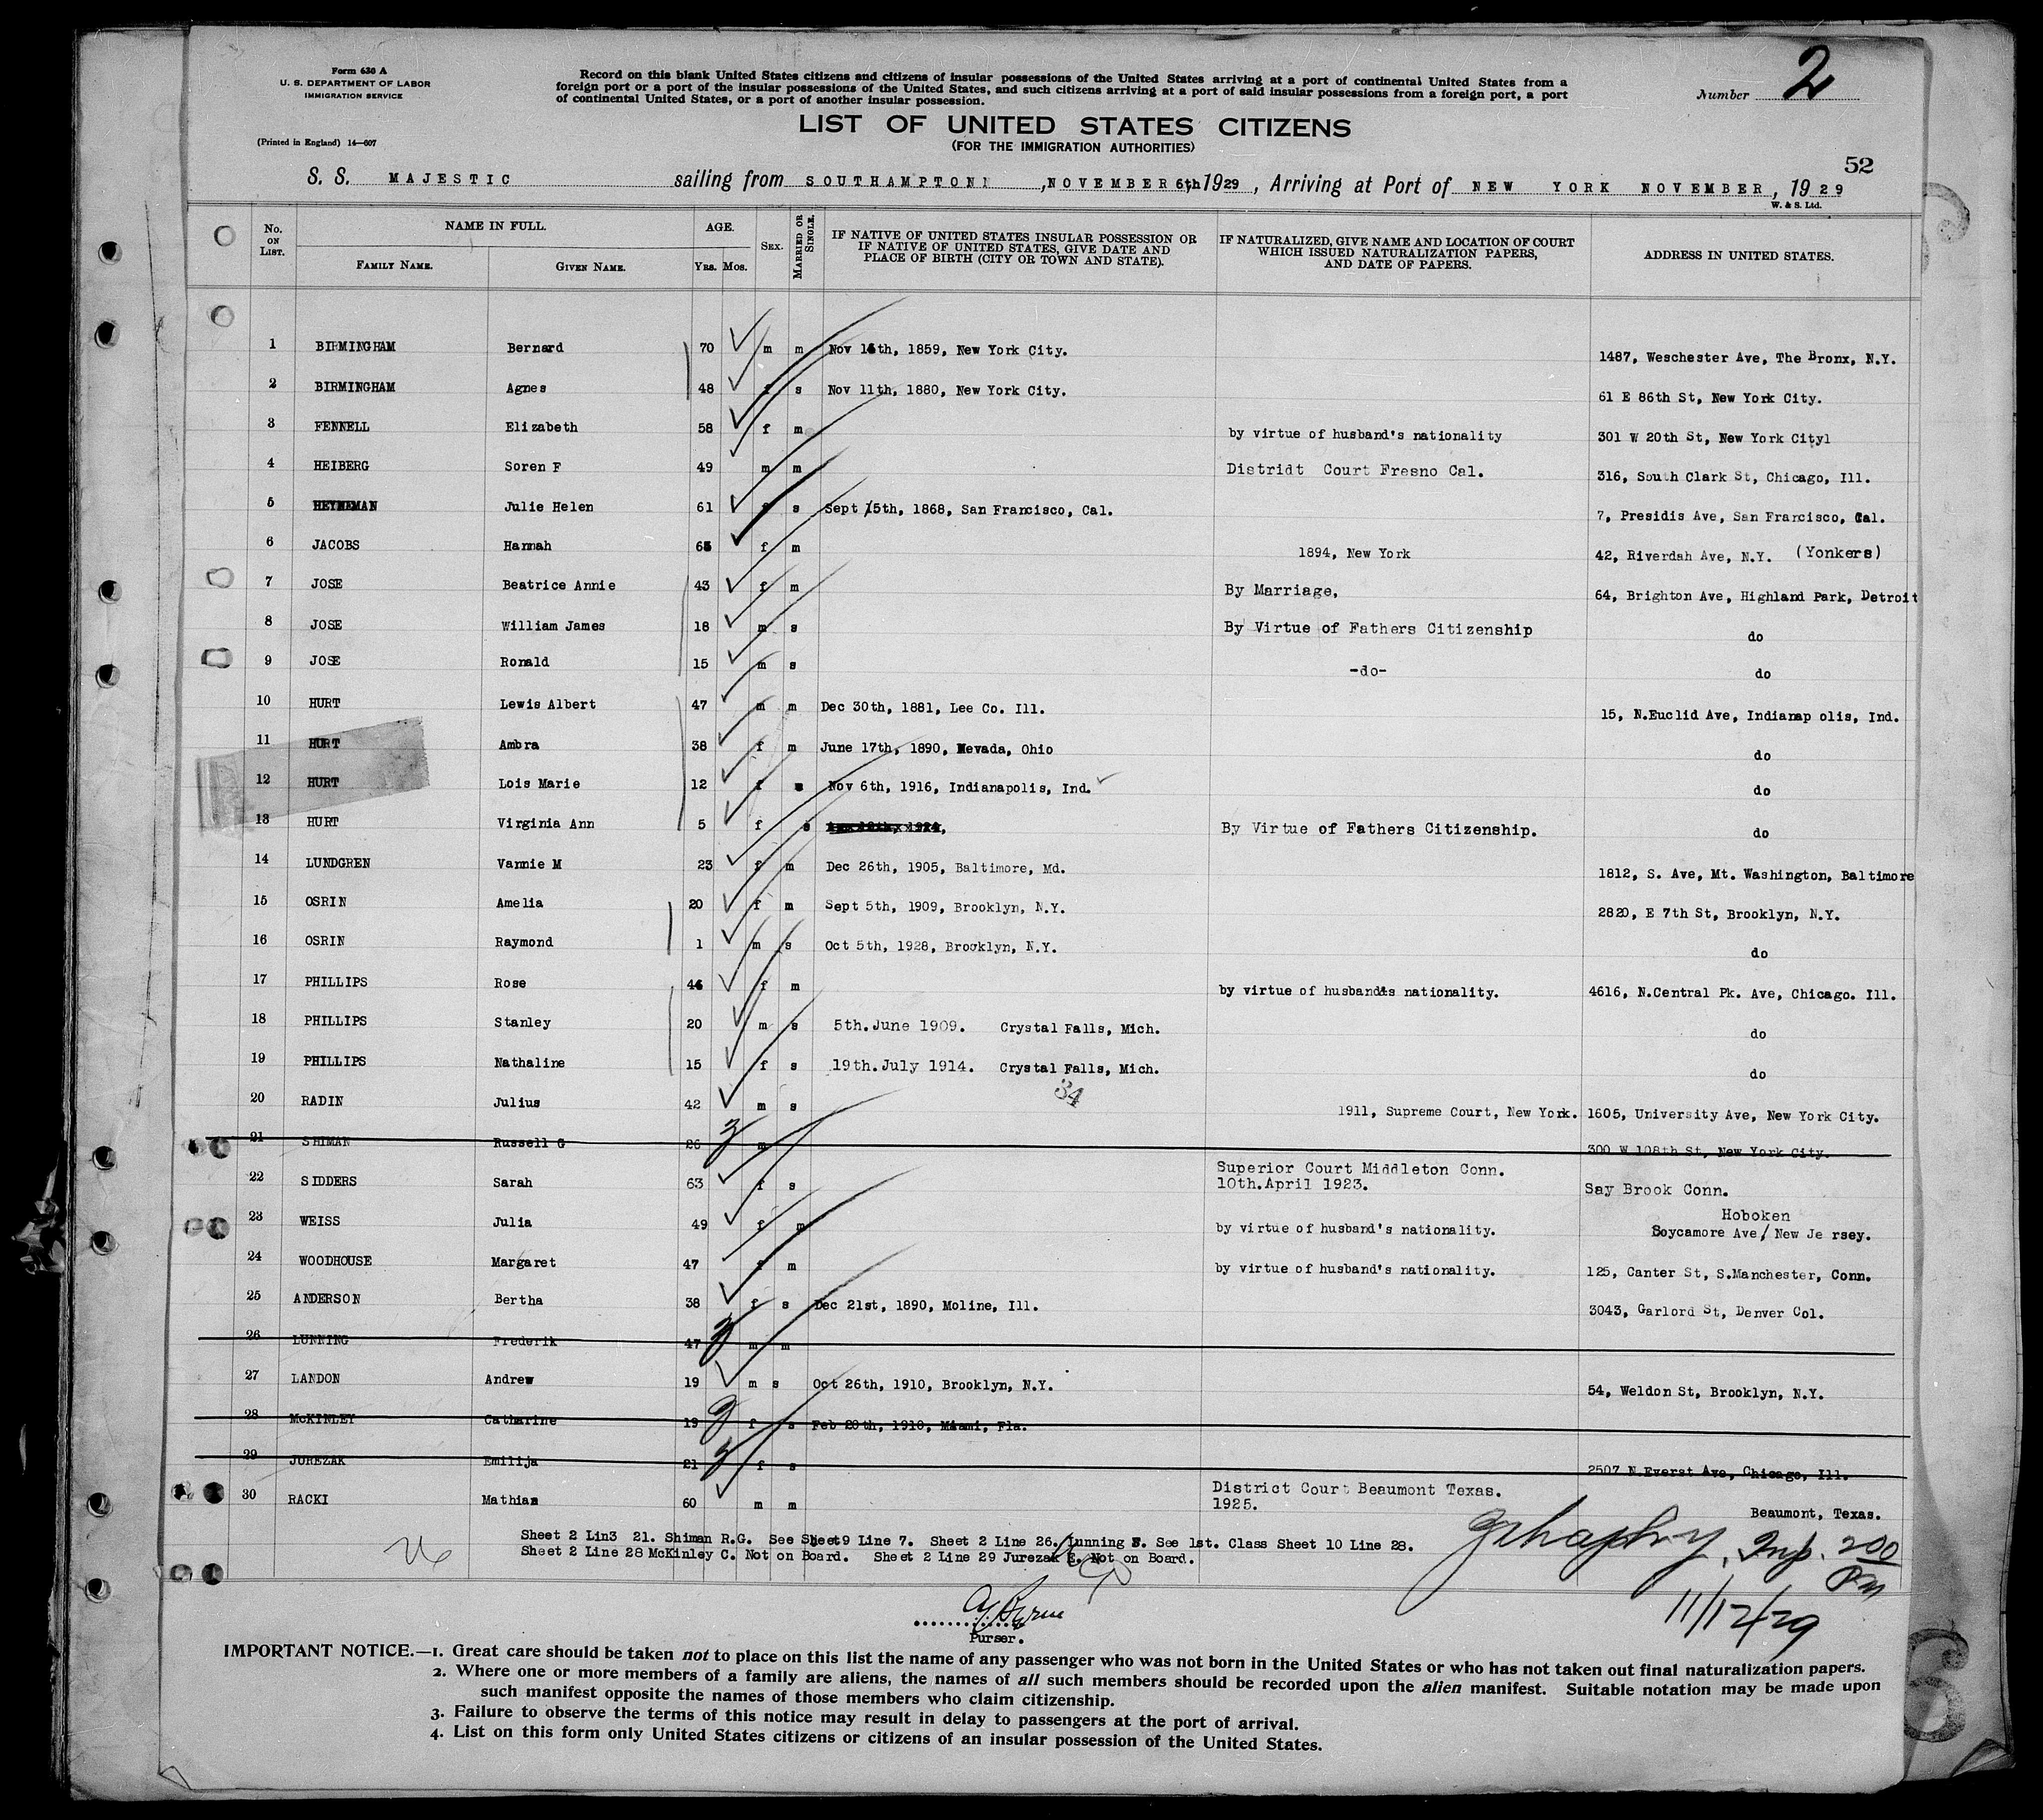 Form 630 A
U. S. DEPARTMENT OF LABOR
IMMIGRATION SERVICE
(Printed in England) 14—607
Record on this blank United States citizens and citizens of insular possessions of the United States arriving at a port of continental United States from a
foreign port or a port of the insular possessions of the United States, and such citizens arriving at a port of said insular possessions from a foreign port, a port
of continental United States, or a port of another insular possession.
Number 2
LIST OF UNITED STATES CITIZENS
(FOR THE IMMIGRATION AUTHORITIES)
52
S. S. MAJESTIC sailing from SOUTHAMPTON, NOVEMBER 6th, 1929, Arriving at Port of NEW YORK NOVEMBER, 1929
W. & S. Ltd.
No. ON LIST. NAME IN FULL. FAMILY NAME. GIVEN NAME. AGE. YRS. MOS. SEX. MARRIED OR SINGLE. IF NATIVE OF UNITED STATES INSULAR POSSESSION OR IF NATIVE OF UNITED STATES, GIVE DATE AND PLACE OF BIRTH (CITY OR TOWN AND STATE). IF NATURALIZED, GIVE NAME AND LOCATION OF COURT WHICH ISSUED NATURALIZATION PAPERS, AND DATE OF PAPERS. ADDRESS IN UNITED STATES.
1 BIRMINGHAM Bernard 70 m m Nov 15th, 1859, New York City. 1487, Weschester Ave, The Bronx, N.Y.
2 BIRMINGHAM Agnes 48 f s Nov 11th, 1880, New York City. 61 E 86th St, New York City.
3 FENNELL Elizabeth 58 f m by virtue of husband's nationality 301 W 20th St, New York Cityl
4 HEIBERG Soren F 49 m m Distridt Court Fresno Cal. 316, South Clark St, Chicago, Ill.
5 HEYNEMAN Julie Helen 61 f s Sept 15th, 1868, San Francisco, Cal. 7, Presidis Ave, San Francisco, Cal.
6 JACOBS Hannah 65 f m 1894, New York 42, Riverdah Ave, N.Y. (Yonkers)
7 JOSE Beatrice Annie 43 f m By Marriage, 64, Brighton Ave, Highland Park, Detroit
8 JOSE William James 18 m s By Virtue of Fathers Citizenship do
9 JOSE Ronald 15 m s -do- do
10 HURT Lewis Albert 47 m m Dec 30th, 1881, Lee Co. Ill. 15, N.Euclid Ave, Indianap olis, Ind.
11 HURT Ambra 38 f m June 17th, 1890, Nevada, Ohio do
12 HURT Lois Marie 12 f s Nov 6th, 1916, Indianapolis, Ind. do
13 HURT Virginia Ann 5 f s By Virtue of Fathers Citizenship. do
14 LUNDGREN Vannie M 23 f m Dec 26th, 1905, Baltimore, Md. 1812, S. Ave, Mt. Washington, Baltimore
15 OSRIN Amelia 20 f m Sept 5th, 1909, Brooklyn, N.Y. 2820, E 7th St, Brooklyn, N.Y.
16 OSRIN Raymond 1 m s Oct 5th, 1928, Brooklyn, N.Y. do
17 PHILLIPS Rose 46 f m by virtue of husbands nationality. 4616, N.Central Pk. Ave, Chicago. Ill.
18 PHILLIPS Stanley 20 m s 5th.June 1909. Crystal Falls, Mich. do
19 PHILLIPS Nathaline 15 f s 19th.July 1914. Crystal Falls, Mich. do
34
20 RADIN Julius 42 m s 1911, Supreme Court, New York. 1605, University Ave, New York City.
21 SHIMAN Russell G 26 m 300 W 108th St, New York City.
22 SIDDERS Sarah 63 f s Superior Court Middleton Conn. 10th.April 1923. Say Brook Conn.
23 WEISS Julia 49 f m by virtue of husband's nationality. Hoboken Soycamore Ave/ New Je rsey.
24 WOODHOUSE Margaret 47 f m by virtue of husband's nationality. 125, Canter St, S.Manchester, Conn.
25 ANDERSON Bertha 38 f s Dec 21st, 1890, Moline, Ill. 3043, Garlord St, Denver Col.
26 LUNNING Frederik 47 m m
27 LANDON Andrew 19 m s Oct 26th, 1910, Brooklyn, N.Y. 54, Weldon St, Brooklyn, N.Y.
28 McKINLEY Catharine 19 f s Feb 20th, 1910, Miami, Fla.
29 JUREZAK Emilija 21 f s 2507 N.Everst Ave, Chicago, Ill.
30 RACKI Mathias 60 m m District Court Beaumont Texas. 1925. Beaumont, Texas.
Sheet 2 Lin3 21. Shiman R.G. See Sheet9 Line 7. Sheet 2 Line 26. Lunning F. See 1st. Class Sheet 10 Line 28.
Sheet 2 Line 28 McKinley C. Not on Board. Sheet 2 Line 29 Jurezak E. Not on Board.
26
Insp. 200 PM
11/12/29
Purser.
IMPORTANT NOTICE.—1. Great care should be taken not to place on this list the name of any passenger who was not born in the United States or who has not taken out final naturalization papers.
2. Where one or more members of a family are aliens, the names of all such members should be recorded upon the alien manifest. Suitable notation may be made upon
such manifest opposite the names of those members who claim citizenship.
3. Failure to observe the terms of this notice may result in delay to passengers at the port of arrival.
4. List on this form only United States citizens or citizens of an insular possession of the United States.